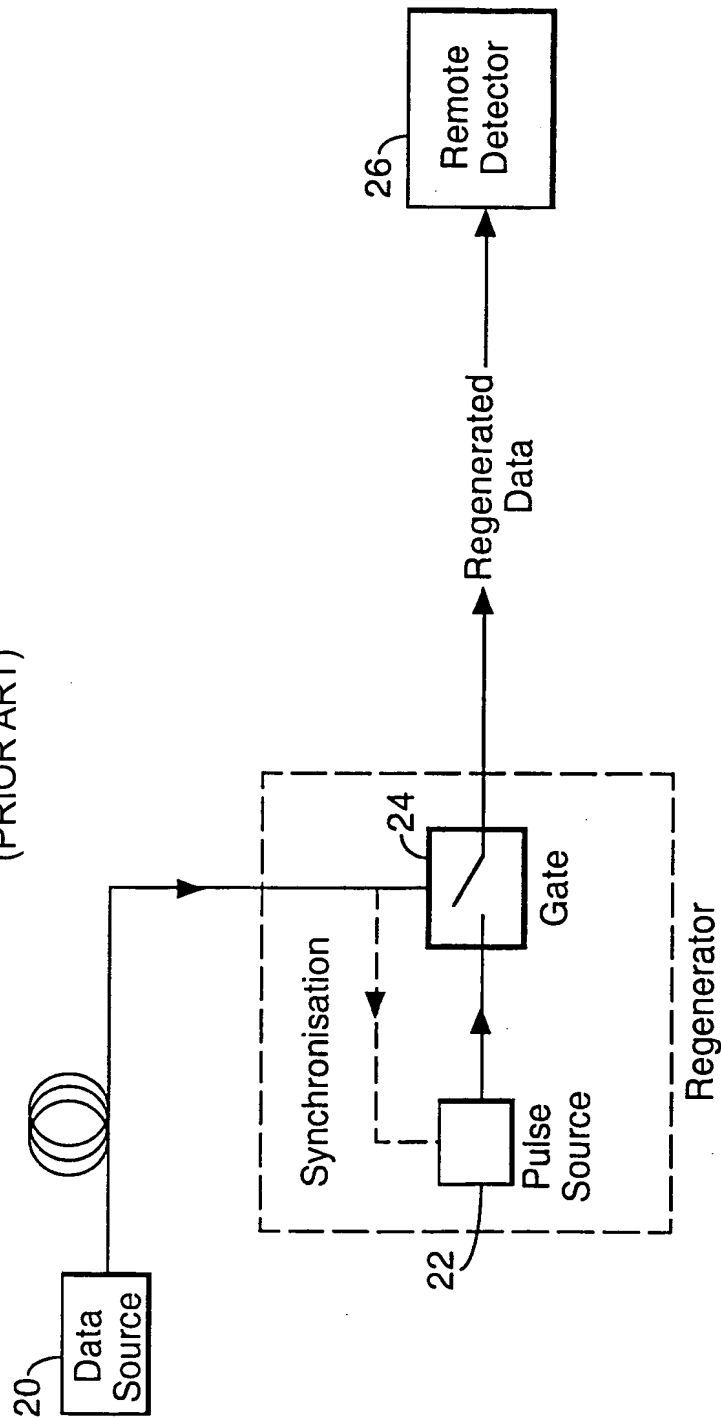 (PRIOR ART)
20
Data
Source
Synchronisation
22
Pulse
Source
24
Gate
Regenerator
Regenerated
Data
26
Remote
Detector